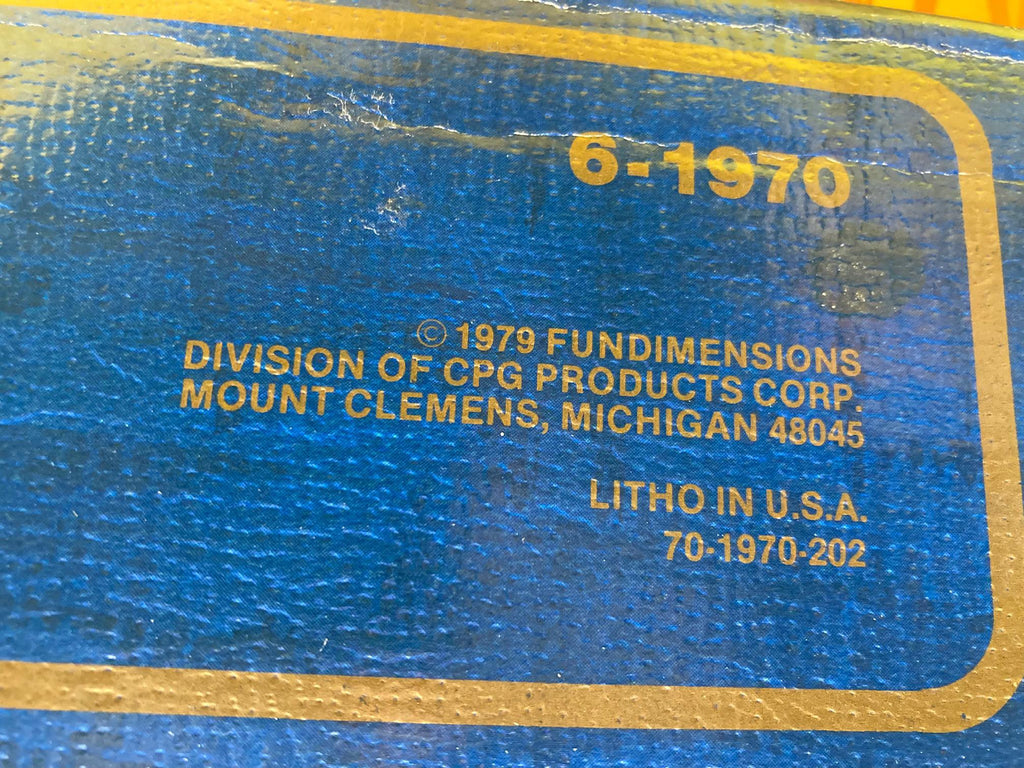 6-1970
© 1979 FUNDIMENSIONS
DIVISION OF CPG PRODUCTS CORP.
MOUNT CLEMENS, MICHIGAN 48045
LITHO IN U.S.A.
70-1970-202